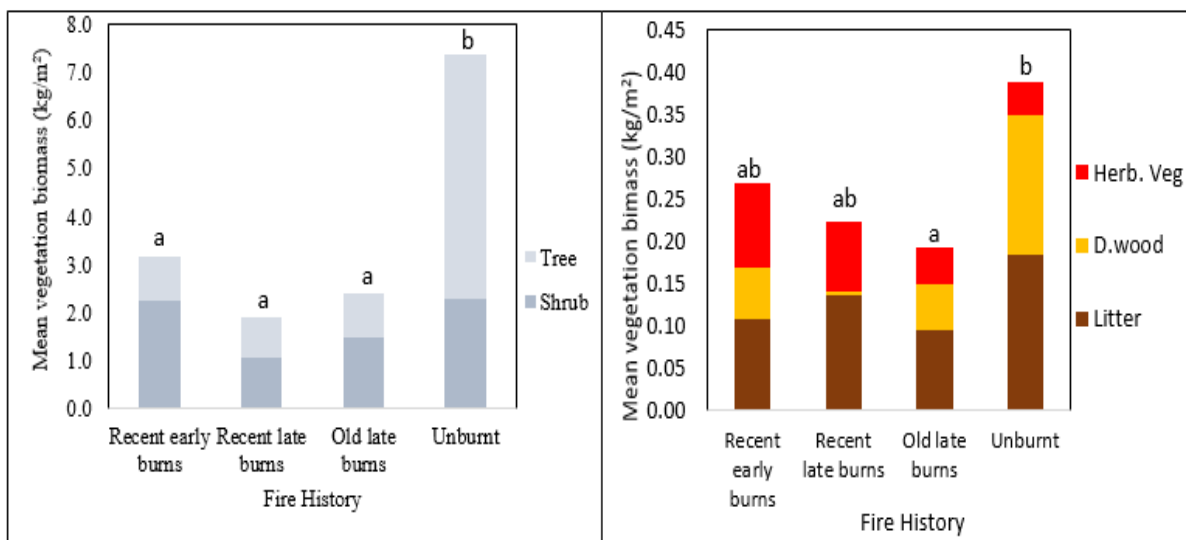 Mean vegetation biomass (kg/m²)
8.0
7.0
6.0
5.0
4.0
3.0
2.0
1.0
0.0
a
a
a
b
Tree
Shrub
Recent early
burns
Recent late
burns
Old late
burns
Unburnt
Fire History
Mean vegetation bimass (kg/m²)
0.45
0.40
0.35
0.30
0.25
0.20
0.15
0.10
0.05
0.00
ab
ab
a
b
Herb. Veg
D.wood
Litter
Recent
early
burns
Recent
late burns
Old late
burns
Unburnt
Fire History